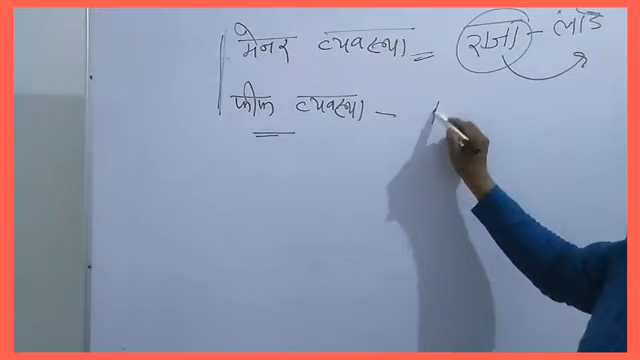 मेनर व्यवस्था = राजा - लॉर्ड
फीफ व्यवस्था -